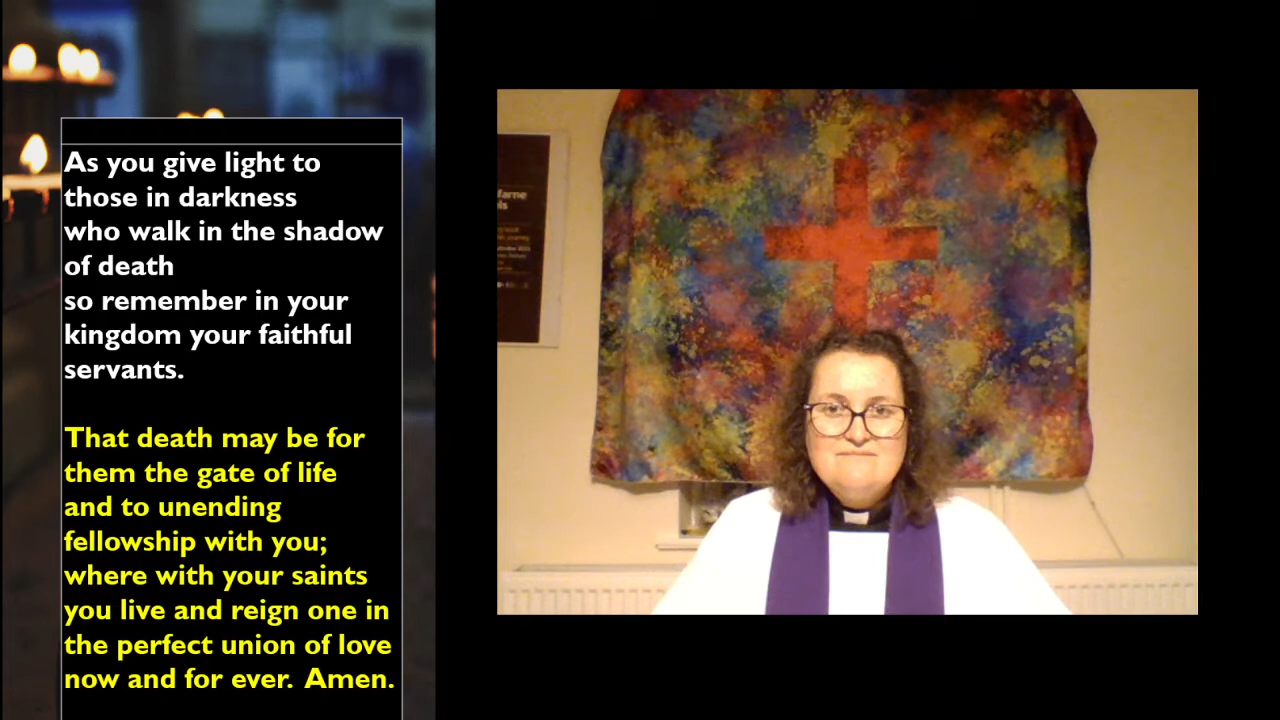 As you give light to
those in darkness
who walk in the shadow
of death
so remember in your
kingdom your faithful
servants.
That death may be for
them the gate of life
and to unending
fellowship with you;
where with your saints
you live and reign one in
the perfect union of love
now and for ever. Amen.